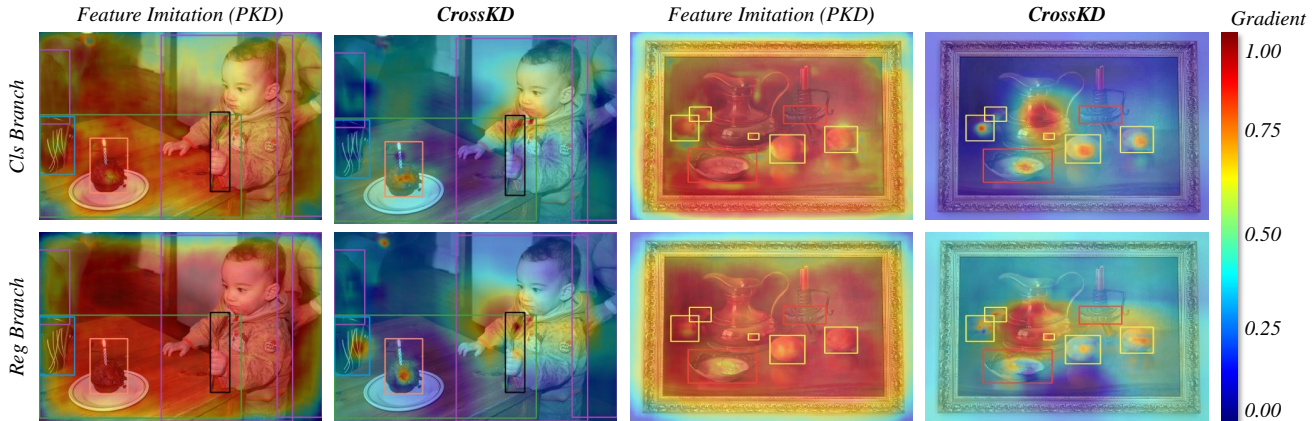 Feature Imitation (PKD) CrossKD Feature Imitation (PKD) CrossKD Gradient
Cls Branch
Reg Branch
1.00
0.75
0.50
0.25
0.00